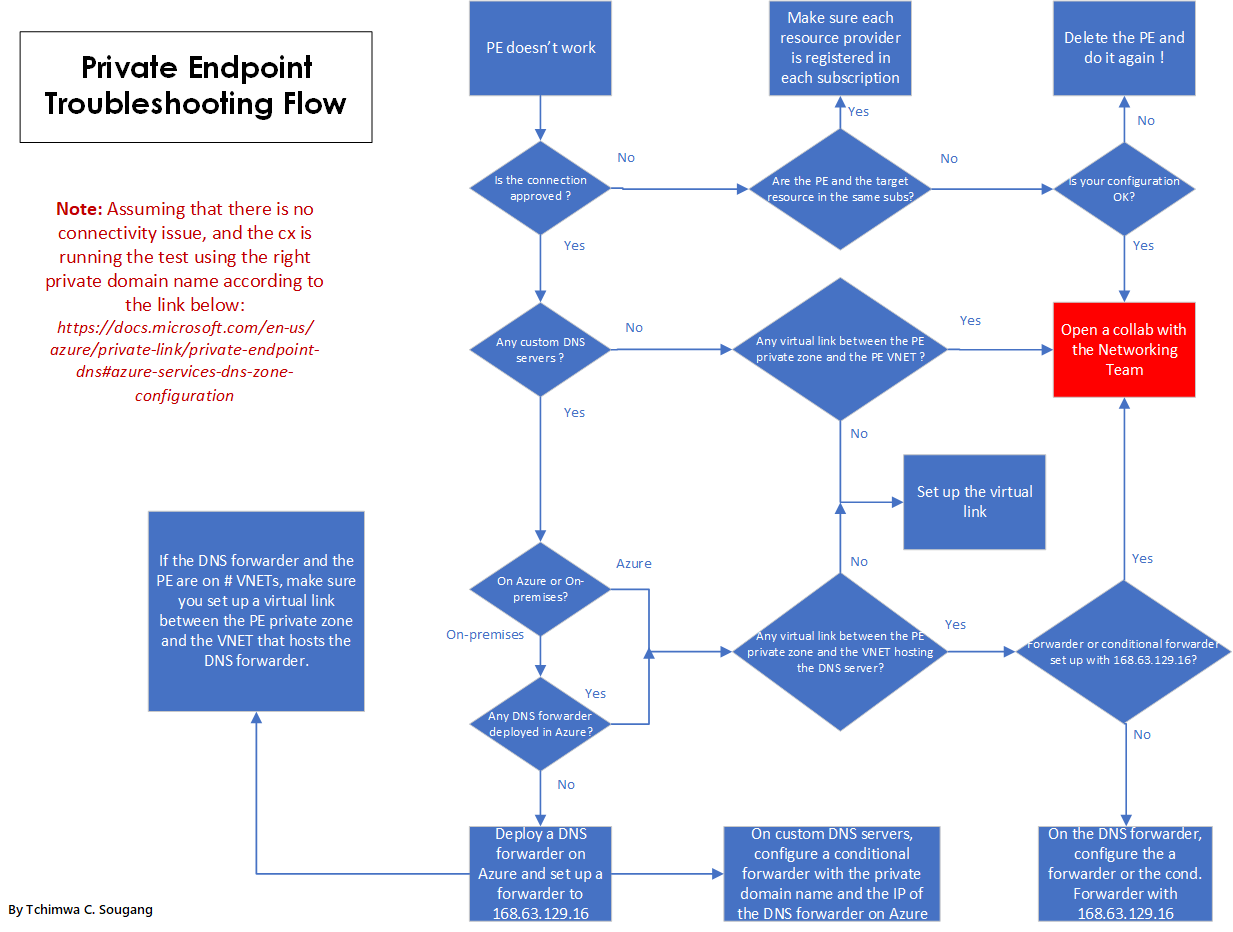 Private Endpoint
Troubleshooting Flow
Note: Assuming that there is no
connectivity issue, and the cx is
running the test using the right
private domain name according to
the link below:
https://docs.microsoft.com/en-us/
azure/private-link/private-endpoint-
dns#azure-services-dns-zone-
configuration
PE doesn't work
Make sure each
resource provider
is registered in
each subscription
Delete the PE and
do it again !
Yes
No
Is the connection
approved ?
No
Are the PE and the target
resource in the same subs?
No
Is your configuration
OK?
Yes
Yes
Any custom DNS
servers ?
No
Any virtual link between the PE
private zone and the PE VNET ?
Yes
Open a collab with
the Networking
Team
Yes
No
Set up the virtual
link
If the DNS forwarder and the
PE are on # VNETs, make sure
you set up a virtual link
between the PE private zone
and the VNET that hosts the
DNS forwarder.
On Azure or On-
premises?
Azure
No
Yes
On-premises
Any virtual link between the PE
private zone and the VNET hosting
the DNS server?
Yes
Forwarder or conditional forwarder
set up with 168.63.129.16?
Yes
Any DNS forwarder
deployed in Azure?
No
No
Deploy a DNS
forwarder on
Azure and set up a
forwarder to
168.63.129.16
On custom DNS servers,
configure a conditional
forwarder with the private
domain name and the IP of
the DNS forwarder on Azure
On the DNS forwarder,
configure the a
forwarder or the cond.
Forwarder with
168.63.129.16
By Tchimwa C. Sougang